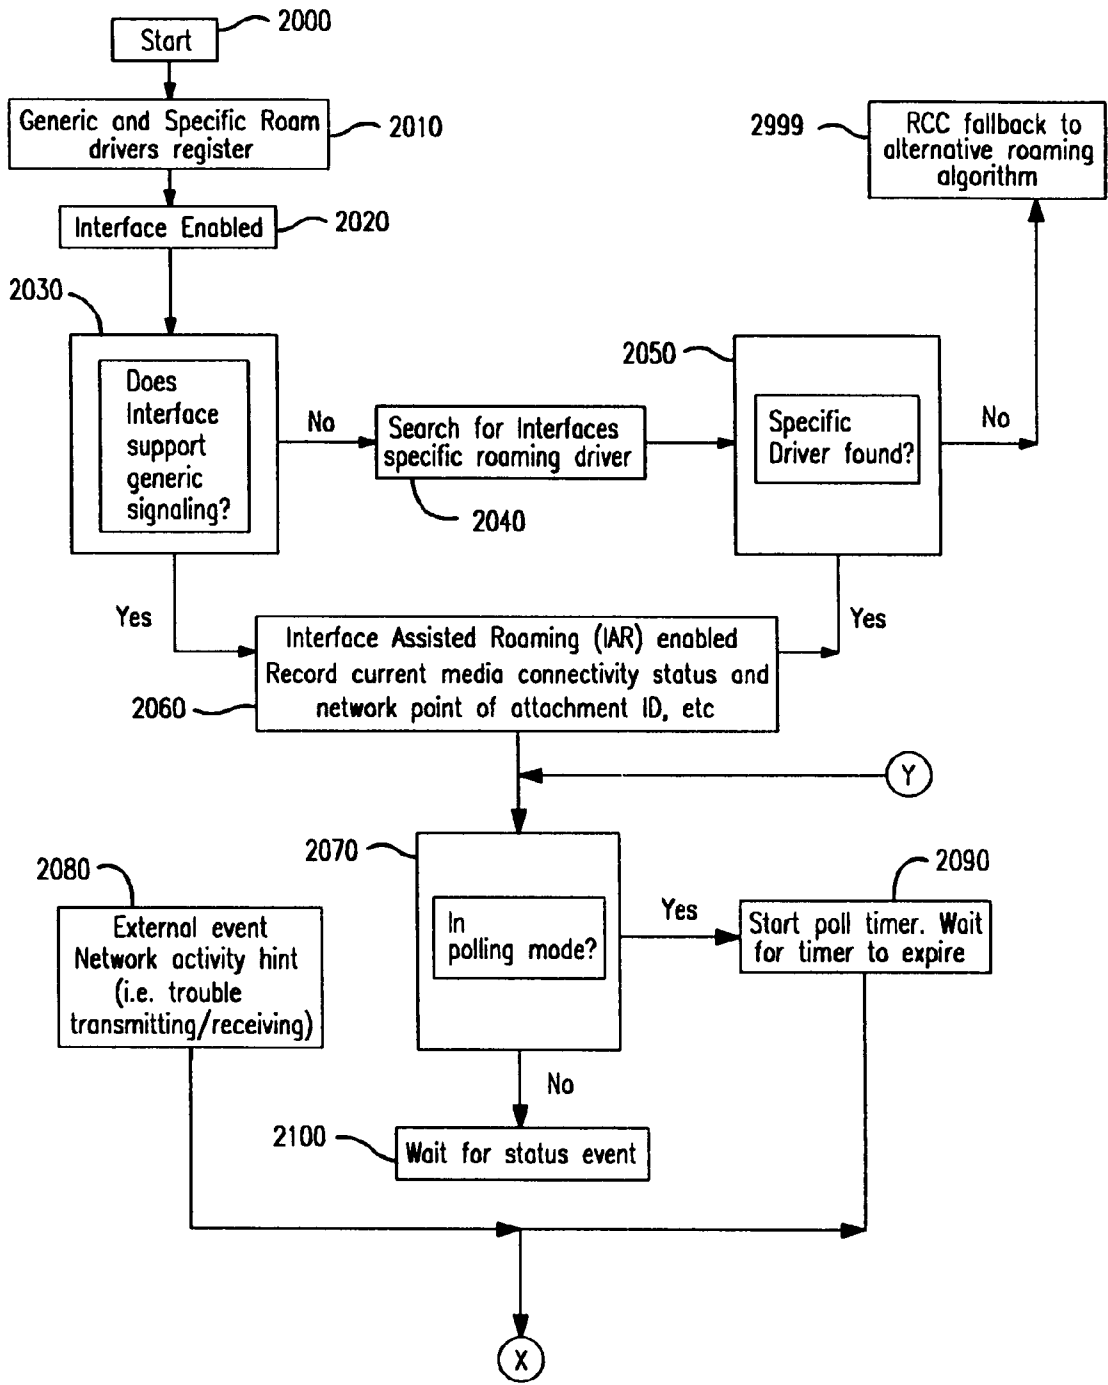 2000
Start
Generic and Specific Roam
drivers register
2010
2999
RCC fallback to
alternative roaming
algorithm
Interface Enabled
2020
2030
Does
Interface
support
generic
signaling?
No
Search for Interfaces
specific roaming driver
2040
2050
Specific
Driver found?
No
Yes
Yes
Interface Assisted Roaming (IAR) enabled
Record current media connectivity status and
network point of attachment ID, etc
2060
Y
2070
In
polling mode?
Yes
2080
External event
Network activity hint
(i.e. trouble
transmitting/receiving)
2090
Start poll timer. Wait
for timer to expire
No
2100
Wait for status event
X